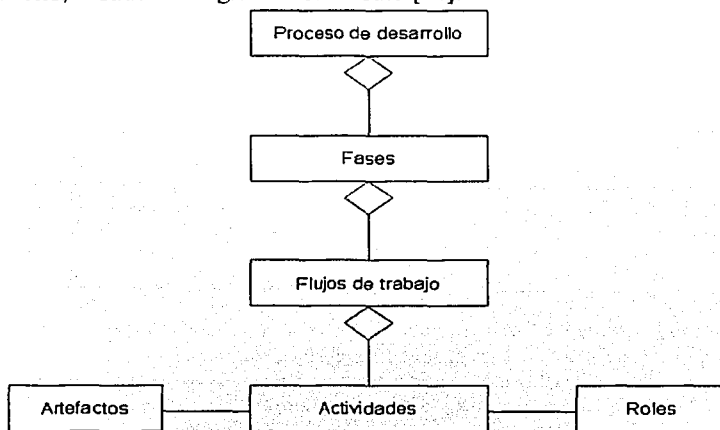 Proceso de desarrollo
Fases
Flujos de trabajo
Artefactos
Actividades
Roles